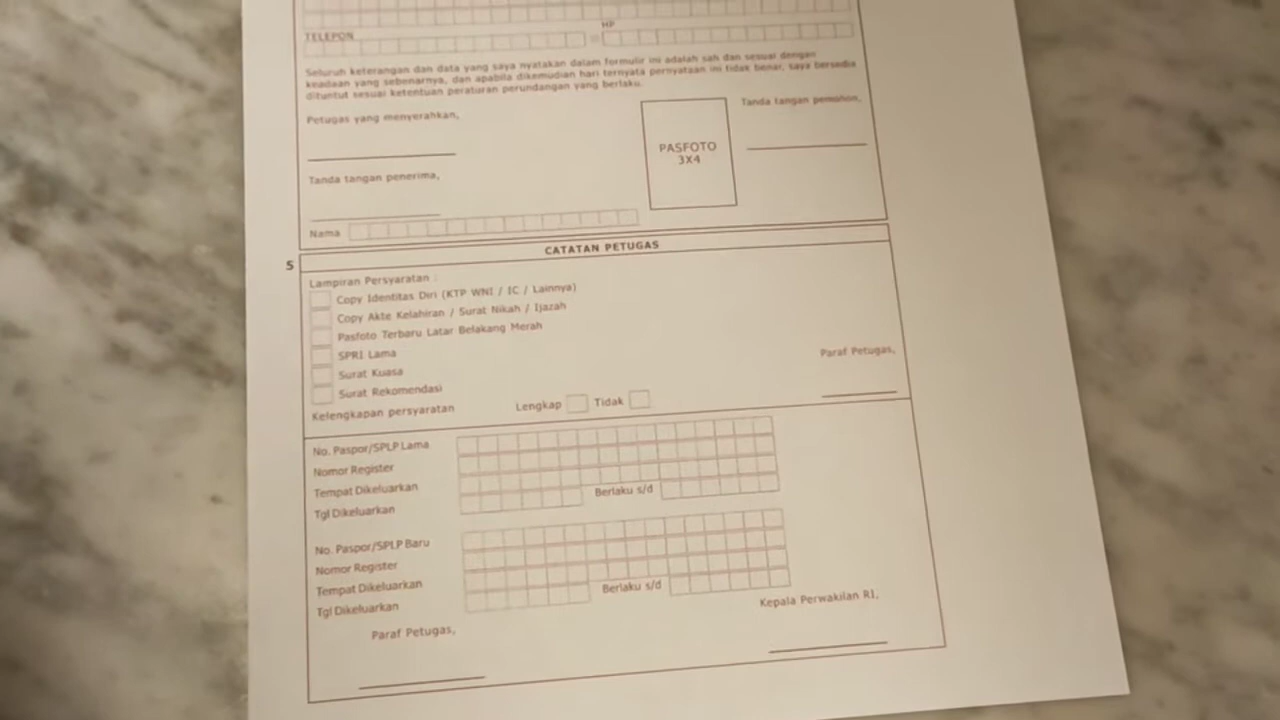 TELEPON
HP
Seluruh keterangan dan data yang saya nyatakan dalam formulir ini adalah sah dan sesuai dengan
keadaan yang sebenarnya, dan apabila dikemudian hari ternyata pernyataan ini tidak benar, saya bersedia
dituntut sesuai ketentuan peraturan perundangan yang berlaku.
Petugas yang menyerahkan,
Tanda tangan pemohon,
PASFOTO
3X4
Tanda tangan penerima,
Nama
5
CATATAN PETUGAS
Lampiran Persyaratan :
Copy Identitas Diri (KTP WNI / IC / Lainnya)
Copy Akte Kelahiran / Surat Nikah / Ijazah
Pasfoto Terbaru Latar Belakang Merah
SPRI Lama
Surat Kuasa
Surat Rekomendasi
Paraf Petugas,
Kelengkapan persyaratan Lengkap Tidak
No. Paspor/SPLP Lama
Nomor Register
Tempat Dikeluarkan
Tgl Dikeluarkan Berlaku s/d
No. Paspor/SPLP Baru
Nomor Register
Tempat Dikeluarkan
Tgl Dikeluarkan Berlaku s/d
Paraf Petugas,
Kepala Perwakilan RI,